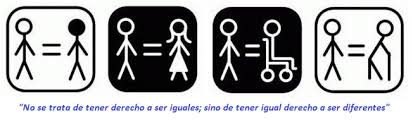 "No se trata de tener derecho a ser iguales; sino de tener igual derecho a ser diferentes"